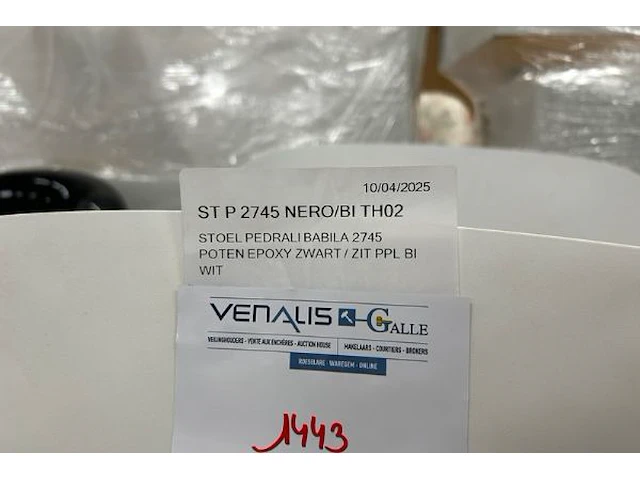 10/04/2025
ST P 2745 NERO/BI TH02
STOEL PEDRALI BABILA 2745
POTEN EPOXY ZWART / ZIT PPL BI
WIT
VENALIS GALLE
VEILINGHOUDERS - VENTE AUX ENCHÈRES - AUCTION HOUSE MAKELAARS - COURTIERS - BROKERS
ROESELARE - WAREGEM - ONLINE
1443